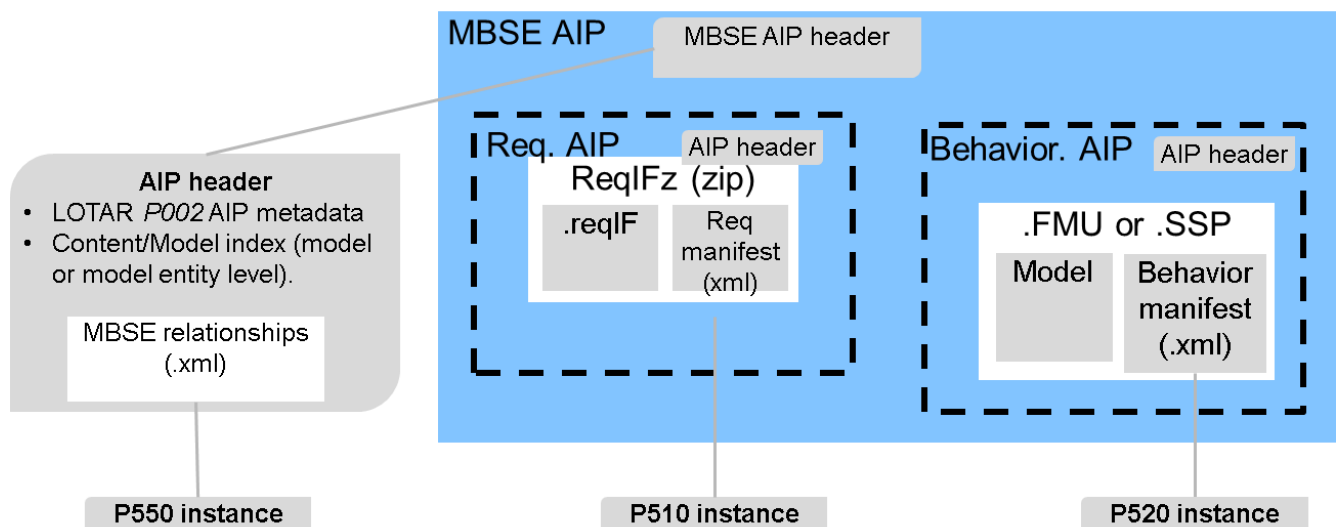 MBSE AIP
MBSE AIP header
Req. AIP
AIP header
ReqIFz (zip)
.reqIF
Req
manifest
(xml)
Behavior. AIP
AIP header
.FMU or .SSP
Model
Behavior
manifest
(.xml)
AIP header
• LOTAR P002 AIP metadata
• Content/Model index (model
or model entity level).
MBSE relationships
(.xml)
P550 instance
P510 instance
P520 instance